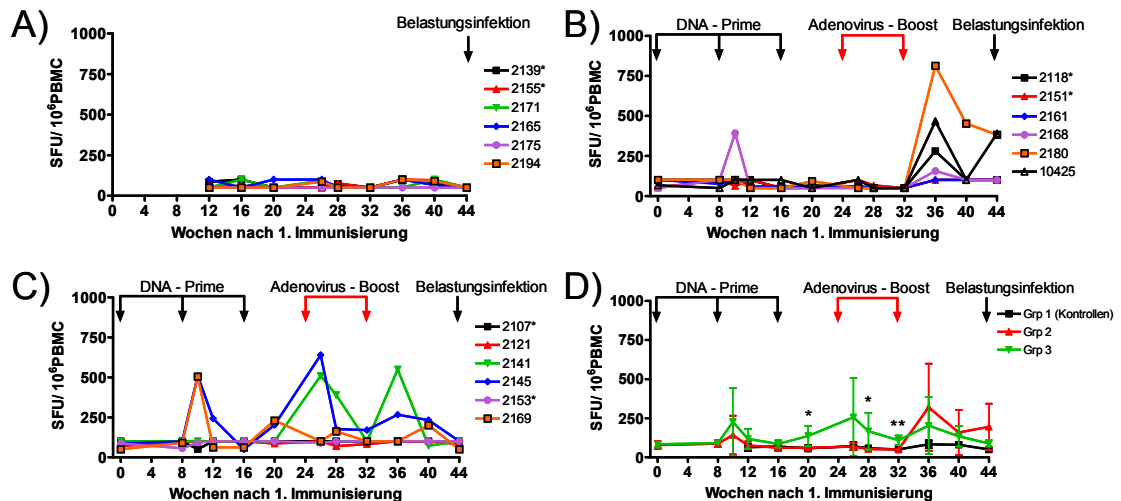 A)
Belastungsinfektion
1000
750
500
250
0
SFU/ 10⁶PBMC
2139*
2155*
2171
2165
2175
2194
0 4 8 12 16 20 24 28 32 36 40 44
Wochen nach 1. Immunisierung
B)
DNA - Prime Adenovirus - Boost Belastungsinfektion
1000
750
500
250
0
SFU/ 10⁶PBMC
2118*
2151*
2161
2168
2180
10425
0 4 8 12 16 20 24 28 32 36 40 44
Wochen nach 1. Immunisierung
C)
DNA - Prime Adenovirus - Boost Belastungsinfektion
1000
750
500
250
0
SFU/ 10⁶PBMC
2107*
2121
2141
2145
2153*
2169
0 4 8 12 16 20 24 28 32 36 40 44
Wochen nach 1. Immunisierung
D)
DNA - Prime Adenovirus - Boost Belastungsinfektion
1000
750
500
250
0
SFU/ 10⁶PBMC
Grp 1 (Kontrollen)
Grp 2
Grp 3
* * **
0 4 8 12 16 20 24 28 32 36 40 44
Wochen nach 1. Immunisierung